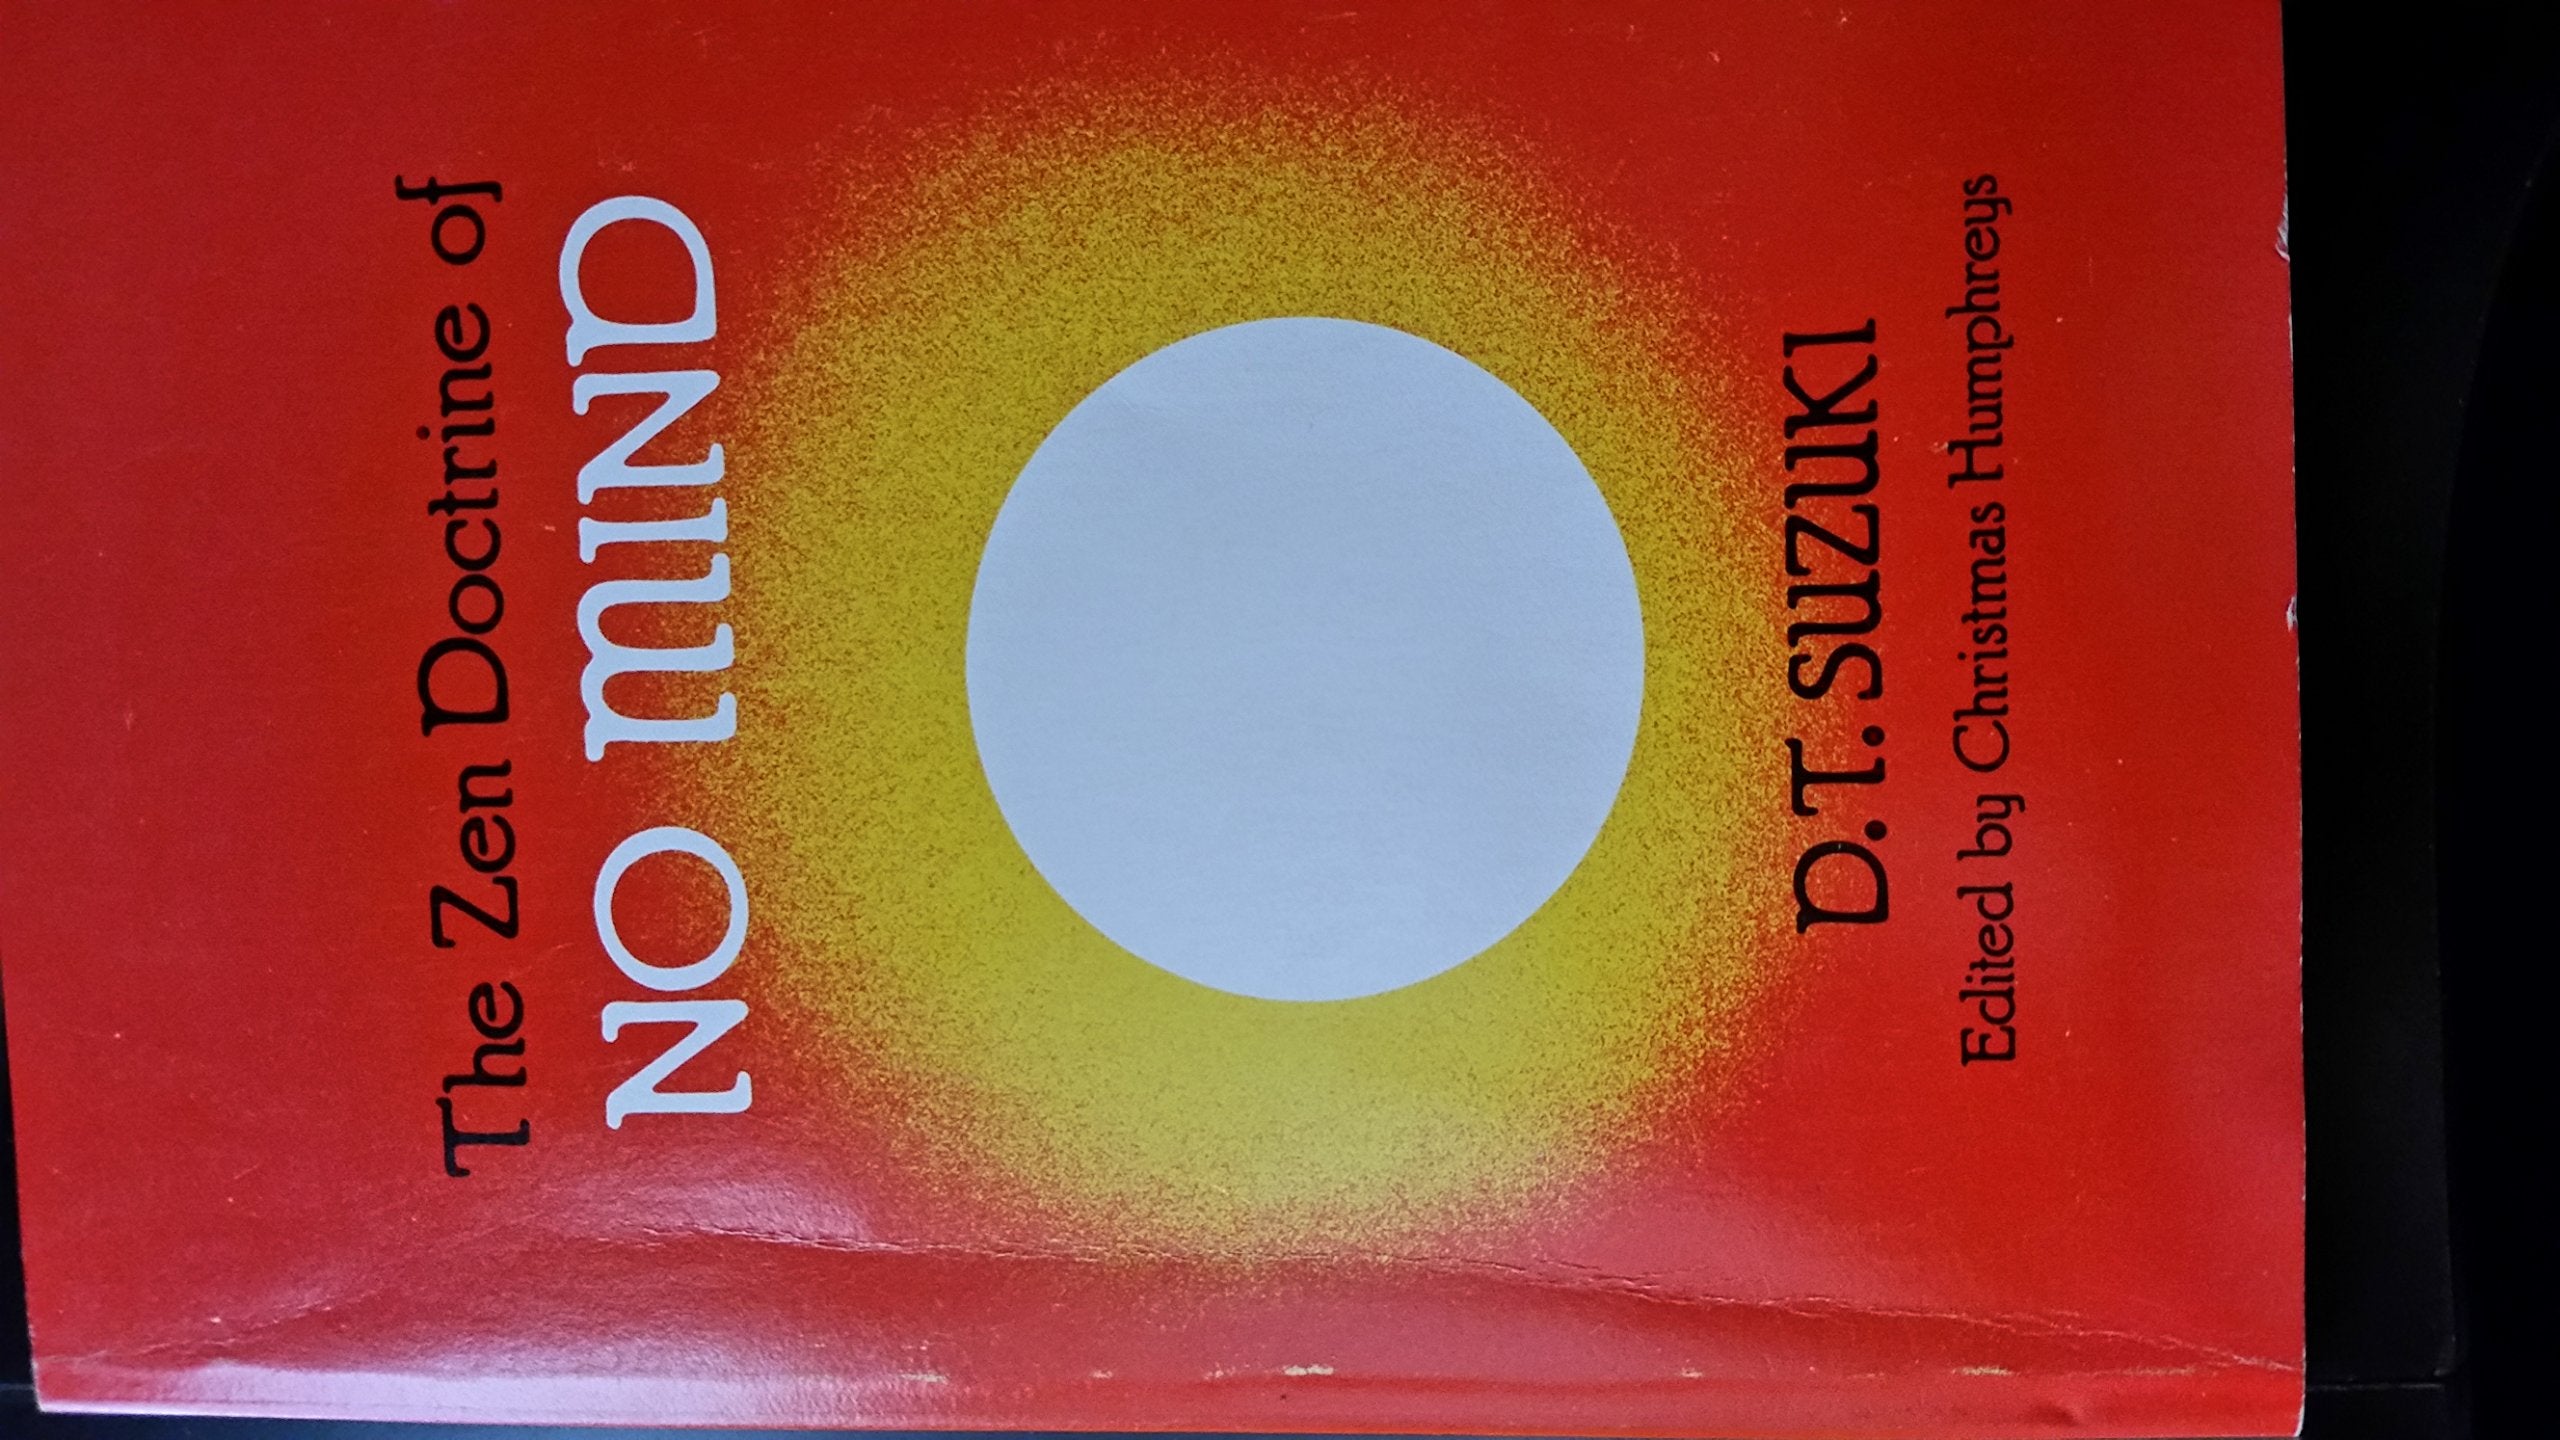 The Zen Doctrine of
NO MIND
D.T. SUZUKI
Edited by Christmas Humphreys